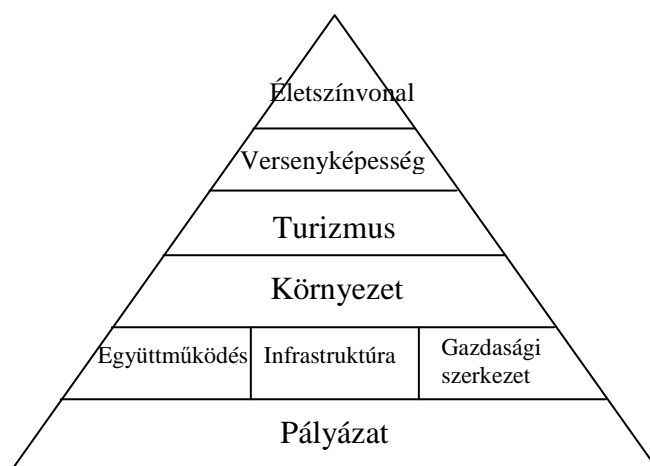 Életszínvonal
Versenyképesség
Turizmus
Környezet
Együttműködés
Infrastruktúra
Gazdasági
szerkezet
Pályázat